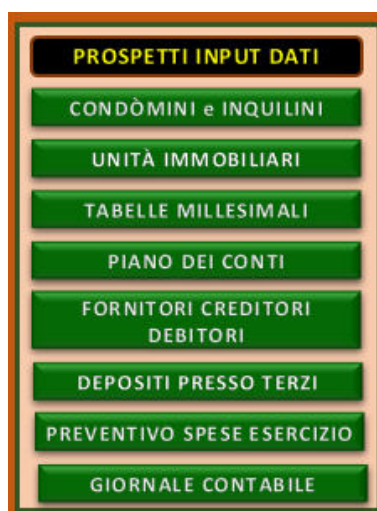 PROSPETTI INPUT DATI
CONDÒMINI e INQUILINI
UNITÀ IMMOBILIARI
TABELLE MILLESIMALI
PIANO DEI CONTI
FORNITORI CREDITORI
DEBITORI
DEPOSITI PRESSO TERZI
PREVENTIVO SPESE ESERCIZIO
GIORNALE CONTABILE